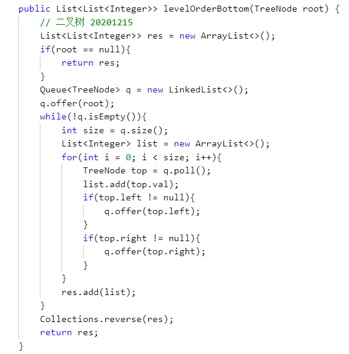 public List<List<Integer>> levelOrderBottom(TreeNode root) {
    // 二叉树 20201215
    List<List<Integer>> res = new ArrayList<>();
    if(root == null){
        return res;
    }
    Queue<TreeNode> q = new LinkedList<>();
    q.offer(root);
    while(!q.isEmpty()){
        int size = q.size();
        List<Integer> list = new ArrayList<>();
        for(int i = 0; i < size; i++){
            TreeNode top = q.poll();
            list.add(top.val);
            if(top.left != null){
                q.offer(top.left);
            }
            if(top.right != null){
                q.offer(top.right);
            }
        }
        res.add(list);
    }
    Collections.reverse(res);
    return res;
}